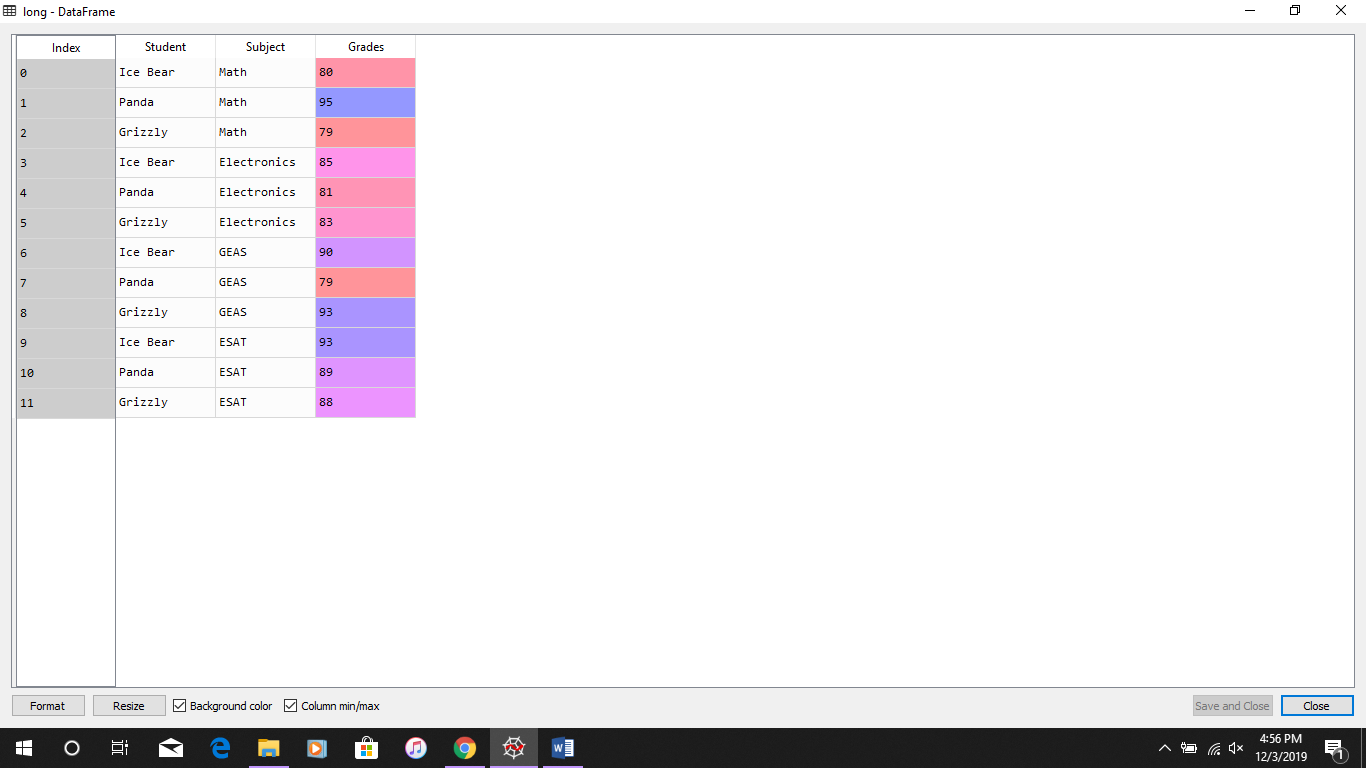 long - DataFrame
Index Student Subject Grades
0 Ice Bear Math 80
1 Panda Math 95
2 Grizzly Math 79
3 Ice Bear Electronics 85
4 Panda Electronics 81
5 Grizzly Electronics 83
6 Ice Bear GEAS 90
7 Panda GEAS 79
8 Grizzly GEAS 93
9 Ice Bear ESAT 93
10 Panda ESAT 89
11 Grizzly ESAT 88
Format Resize Background color Column min/max Save and Close Close
4:56 PM
12/3/2019
1